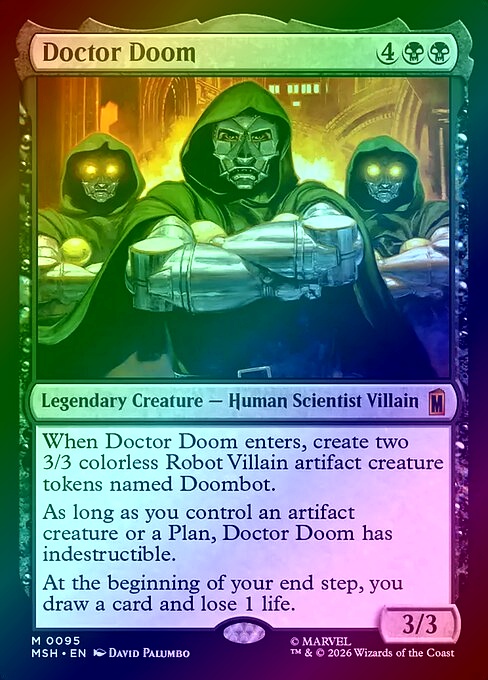 Doctor Doom 4
Legendary Creature — Human Scientist Villain
When Doctor Doom enters, create two
3/3 colorless Robot Villain artifact creature
tokens named Doombot.
As long as you control an artifact
creature or a Plan, Doctor Doom has
indestructible.
At the beginning of your end step, you
draw a card and lose 1 life.
3/3
M 0095
MSH • EN David Palumbo
© MARVEL
™ & © 2026 Wizards of the Coast